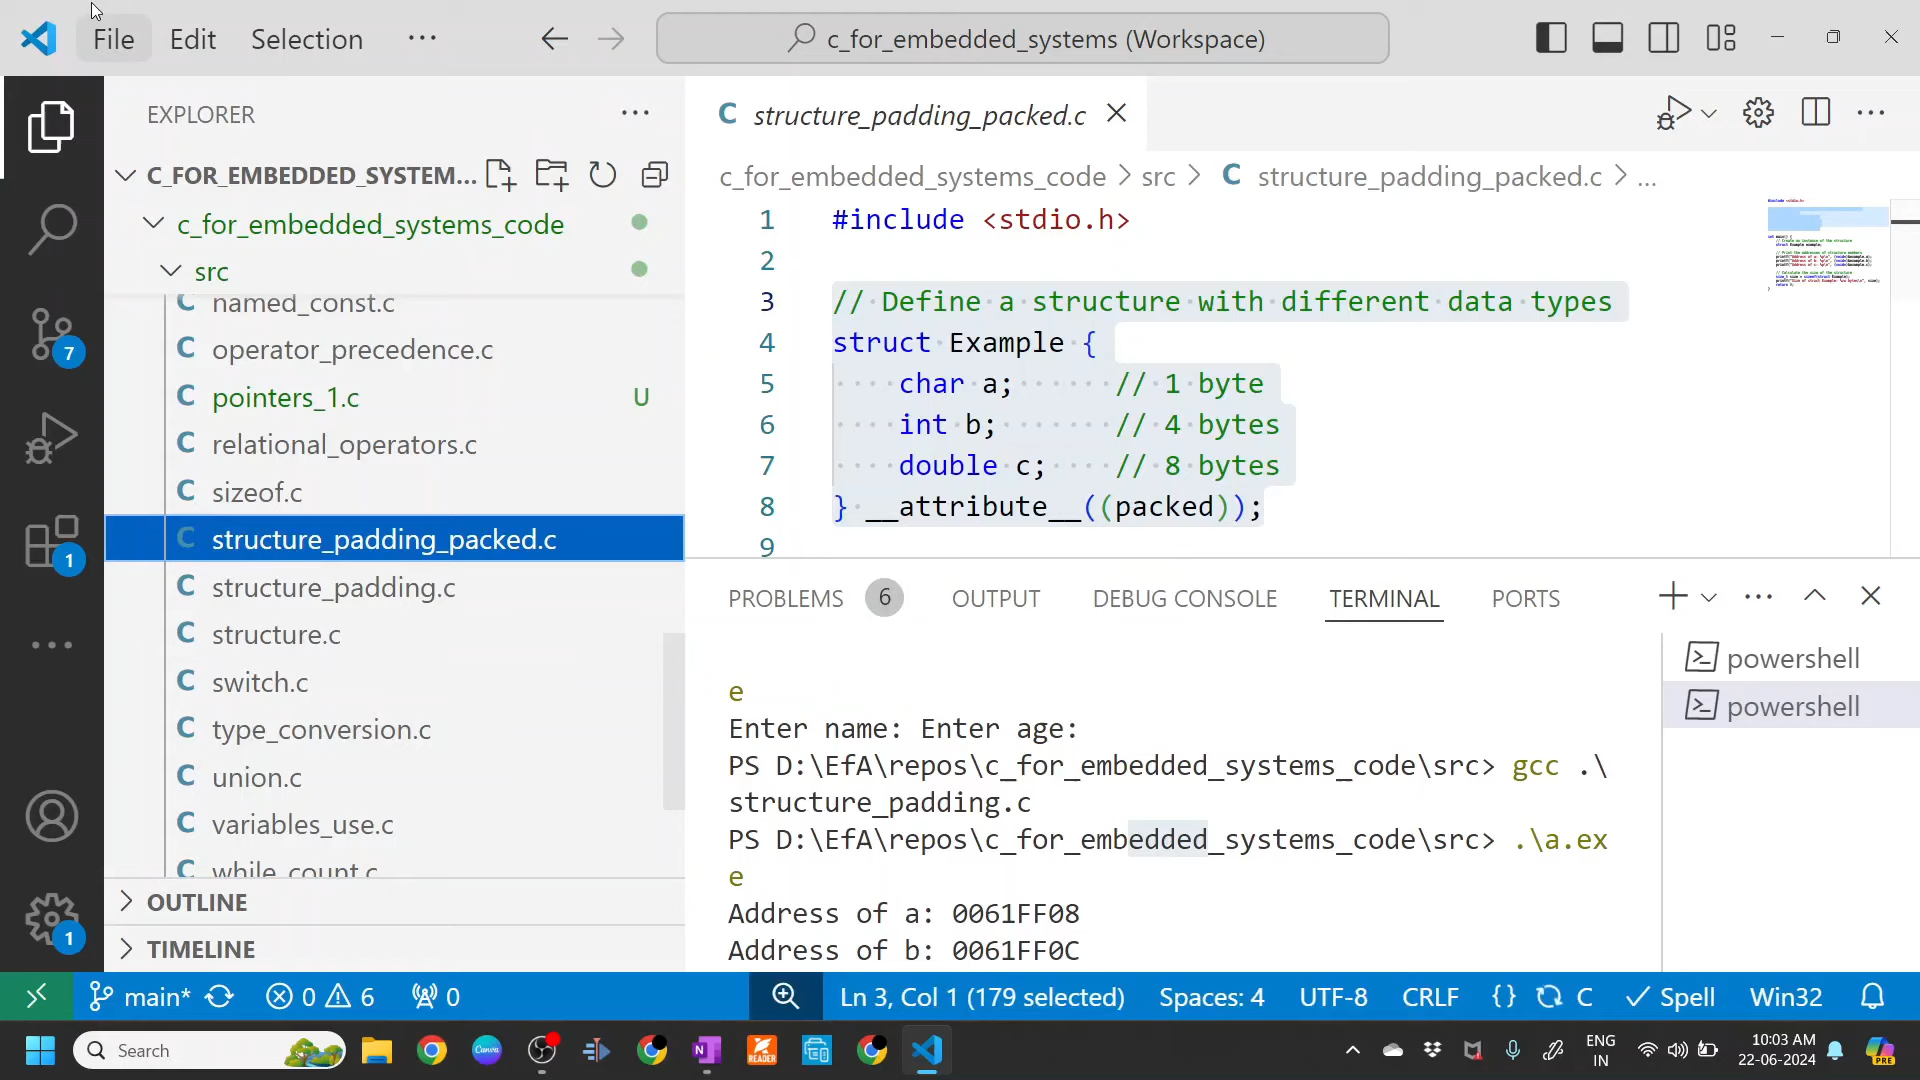 File Edit Selection ···
c_for_embedded_systems (Workspace)
EXPLORER
C_FOR_EMBEDDED_SYSTEM...
c_for_embedded_systems_code
src
named_const.c
operator_precedence.c
pointers_1.c U
relational_operators.c
sizeof.c
structure_padding_packed.c
structure_padding.c
structure.c
switch.c
type_conversion.c
union.c
variables_use.c
while_count.c
OUTLINE
TIMELINE
7
1
1
structure_padding_packed.c
c_for_embedded_systems_code > src > C structure_padding_packed.c > ...
1 #include <stdio.h>
2
3 // Define a structure with different data types
4 struct Example {
5 char a; // 1 byte
6 int b; // 4 bytes
7 double c; // 8 bytes
8 } __attribute__((packed));
9
PROBLEMS 6 OUTPUT DEBUG CONSOLE TERMINAL PORTS
powershell
powershell
e
Enter name: Enter age:
PS D:\EfA\repos\c_for_embedded_systems_code\src> gcc .\
structure_padding.c
PS D:\EfA\repos\c_for_embedded_systems_code\src> .\a.ex
e
Address of a: 0061FF08
Address of b: 0061FF0C
main* 0 6 0 Ln 3, Col 1 (179 selected) Spaces: 4 UTF-8 CRLF {} C Spell Win32
Search
Canva
READER
ENG
IN
10:03 AM
22-06-2024
PRE